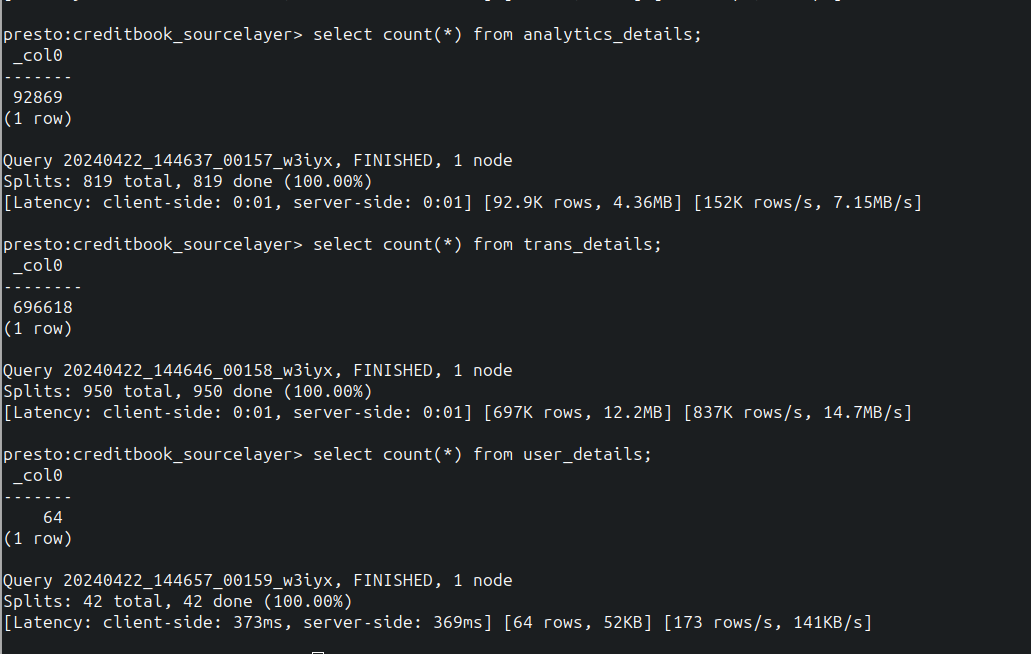 presto:creditbook_sourcelayer> select count(*) from analytics_details;
 _col0
-------
 92869
(1 row)

Query 20240422_144637_00157_w3iyx, FINISHED, 1 node
Splits: 819 total, 819 done (100.00%)
[Latency: client-side: 0:01, server-side: 0:01] [92.9K rows, 4.36MB] [152K rows/s, 7.15MB/s]

presto:creditbook_sourcelayer> select count(*) from trans_details;
 _col0
--------
 696618
(1 row)

Query 20240422_144646_00158_w3iyx, FINISHED, 1 node
Splits: 950 total, 950 done (100.00%)
[Latency: client-side: 0:01, server-side: 0:01] [697K rows, 12.2MB] [837K rows/s, 14.7MB/s]

presto:creditbook_sourcelayer> select count(*) from user_details;
 _col0
-------
    64
(1 row)

Query 20240422_144657_00159_w3iyx, FINISHED, 1 node
Splits: 42 total, 42 done (100.00%)
[Latency: client-side: 373ms, server-side: 369ms] [64 rows, 52KB] [173 rows/s, 141KB/s]